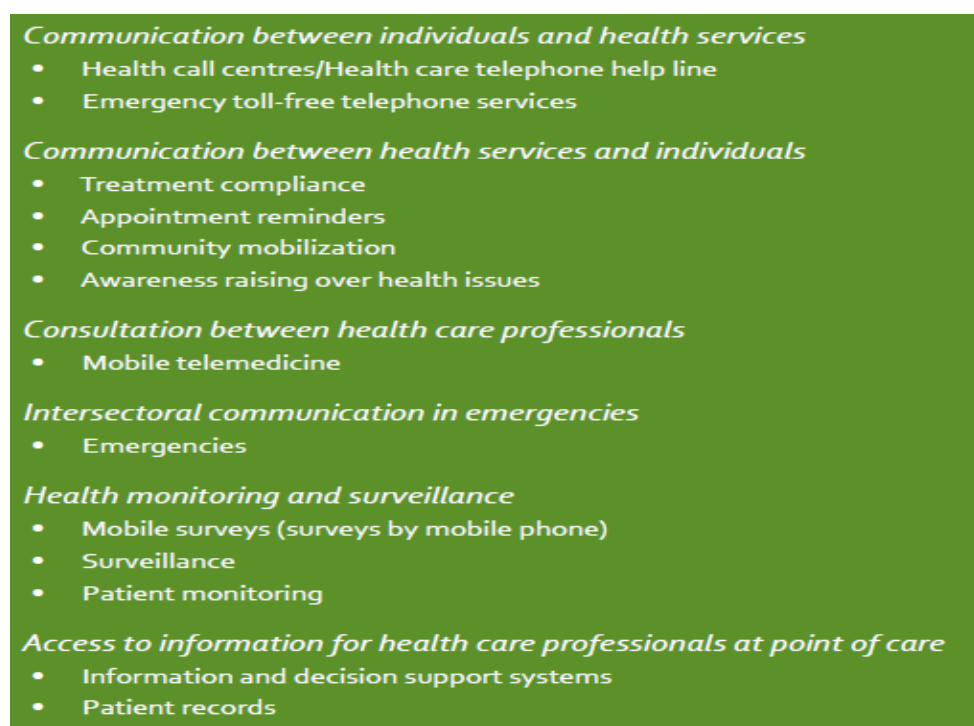 Communication between individuals and health services
• Health call centres/Health care telephone help line
• Emergency toll-free telephone services
Communication between health services and individuals
• Treatment compliance
• Appointment reminders
• Community mobilization
• Awareness raising over health issues
Consultation between health care professionals
• Mobile telemedicine
Intersectoral communication in emergencies
• Emergencies
Health monitoring and surveillance
• Mobile surveys (surveys by mobile phone)
• Surveillance
• Patient monitoring
Access to information for health care professionals at point of care
• Information and decision support systems
• Patient records